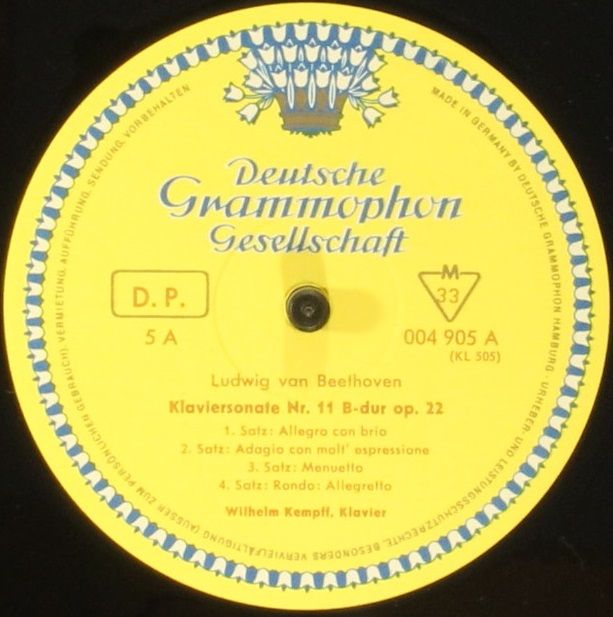 Deutsche
Grammophon
Gesellschaft
D. P.
5 A
M
33
004 905 A
(KL 505)
Ludwig van Beethoven
Klaviersonate Nr. 11 B-dur op. 22
1. Satz: Allegro con brio
2. Satz: Adagio con molt' espressione
3. Satz: Menuetto
4. Satz: Rondo: Allegretto
Wilhelm Kempff, Klavier
MADE IN GERMANY BY DEUTSCHE GRAMMOPHON HAMBURG · URHEBER- UND LEISTUNGSSCHUTZRECHTE, BESONDERS VERVIELFÄLTIGUNG (AUSSER ZUM PERSÖNLICHEN GEBRAUCH), VERMIETUNG, AUFFÜHRUNG, SENDUNG, VORBEHALTEN